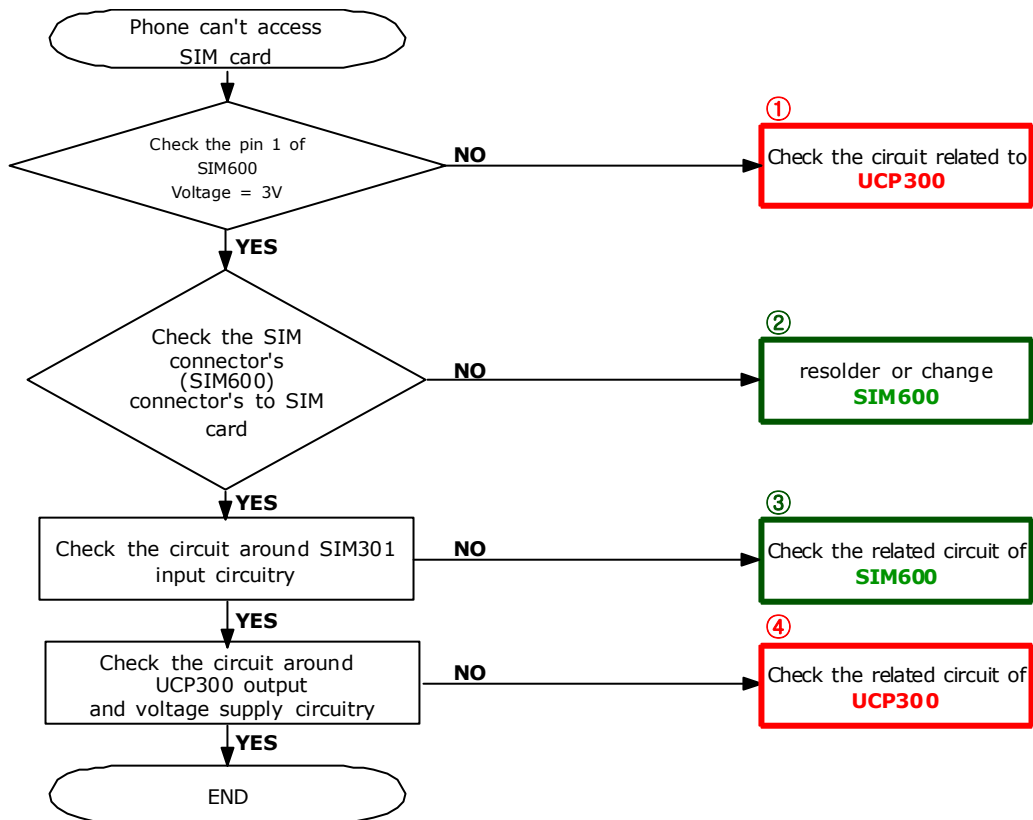 Phone can't access
SIM card
①
Check the pin 1 of
SIM600
Voltage = 3V
NO
Check the circuit related to
UCP300
YES
②
Check the SIM
connector's
(SIM600)
connector's to SIM
card
NO
resolder or change
SIM600
YES
③
Check the circuit around SIM301
input circuitry
NO
Check the related circuit of
SIM600
YES
④
Check the circuit around
UCP300 output
and voltage supply circuitry
NO
Check the related circuit of
UCP300
YES
END